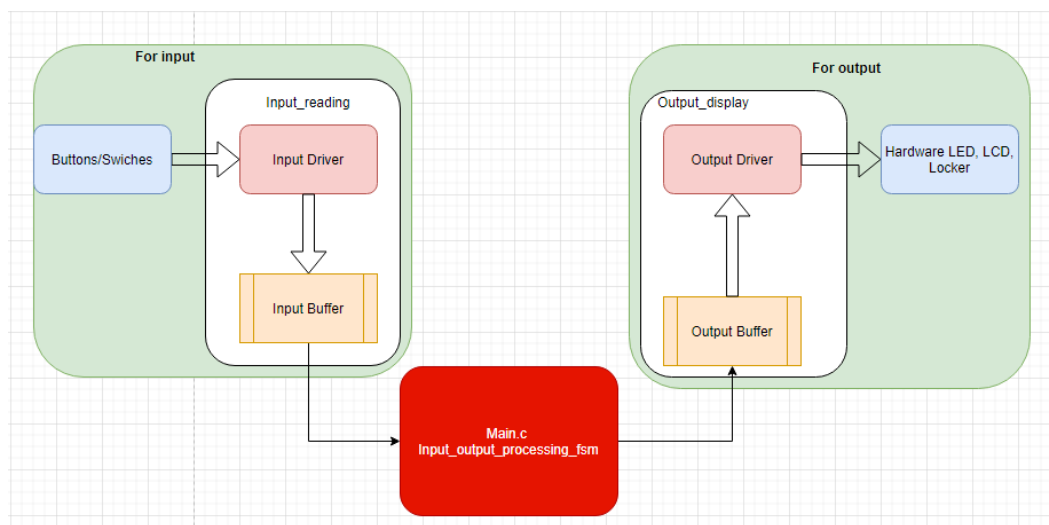 For input
Input_reading
Buttons/Swiches
Input Driver
Input Buffer
Main.c
Input_output_processing_fsm
For output
Output_display
Output Driver
Hardware LED, LCD,
Locker
Output Buffer